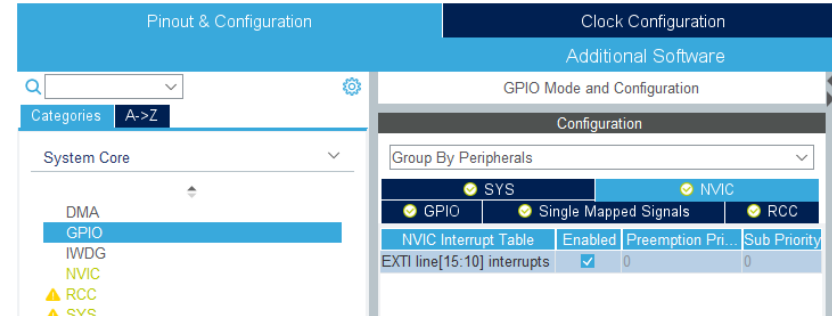 Pinout & Configuration
Clock Configuration
Additional Software
GPIO Mode and Configuration
Categories
A->Z
Configuration
System Core
Group By Peripherals
SYS
NVIC
GPIO
Single Mapped Signals
RCC
DMA
GPIO
IWDG
NVIC
RCC
SYS
NVIC Interrupt Table
Enabled
Preemption Pri...
Sub Priority
EXTI line[15:10] interrupts
0
0